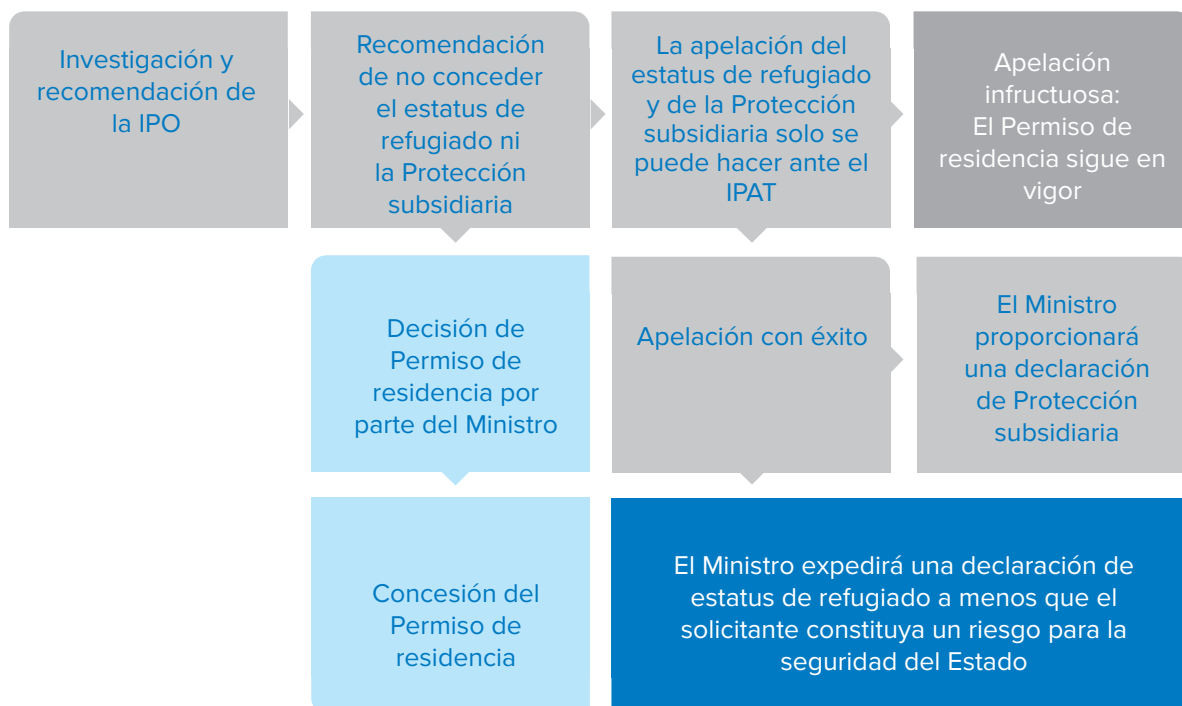 Investigación y
recomendación de
la IPO
Recomendación
de no conceder
el estatus de
refugiado ni
la Protección
subsidiaria
La apelación del
estatus de refugiado
y de la Protección
subsidiaria solo se
puede hacer ante el
IPAT
Apelación
infructuosa:
El Permiso de
residencia sigue en
vigor
Decisión de
Permiso de
residencia por
parte del Ministro
Apelación con éxito
El Ministro
proporcionará
una declaración
de Protección
subsidiaria
Concesión del
Permiso de
residencia
El Ministro expedirá una declaración de
estatus de refugiado a menos que el
solicitante constituya un riesgo para la
seguridad del Estado